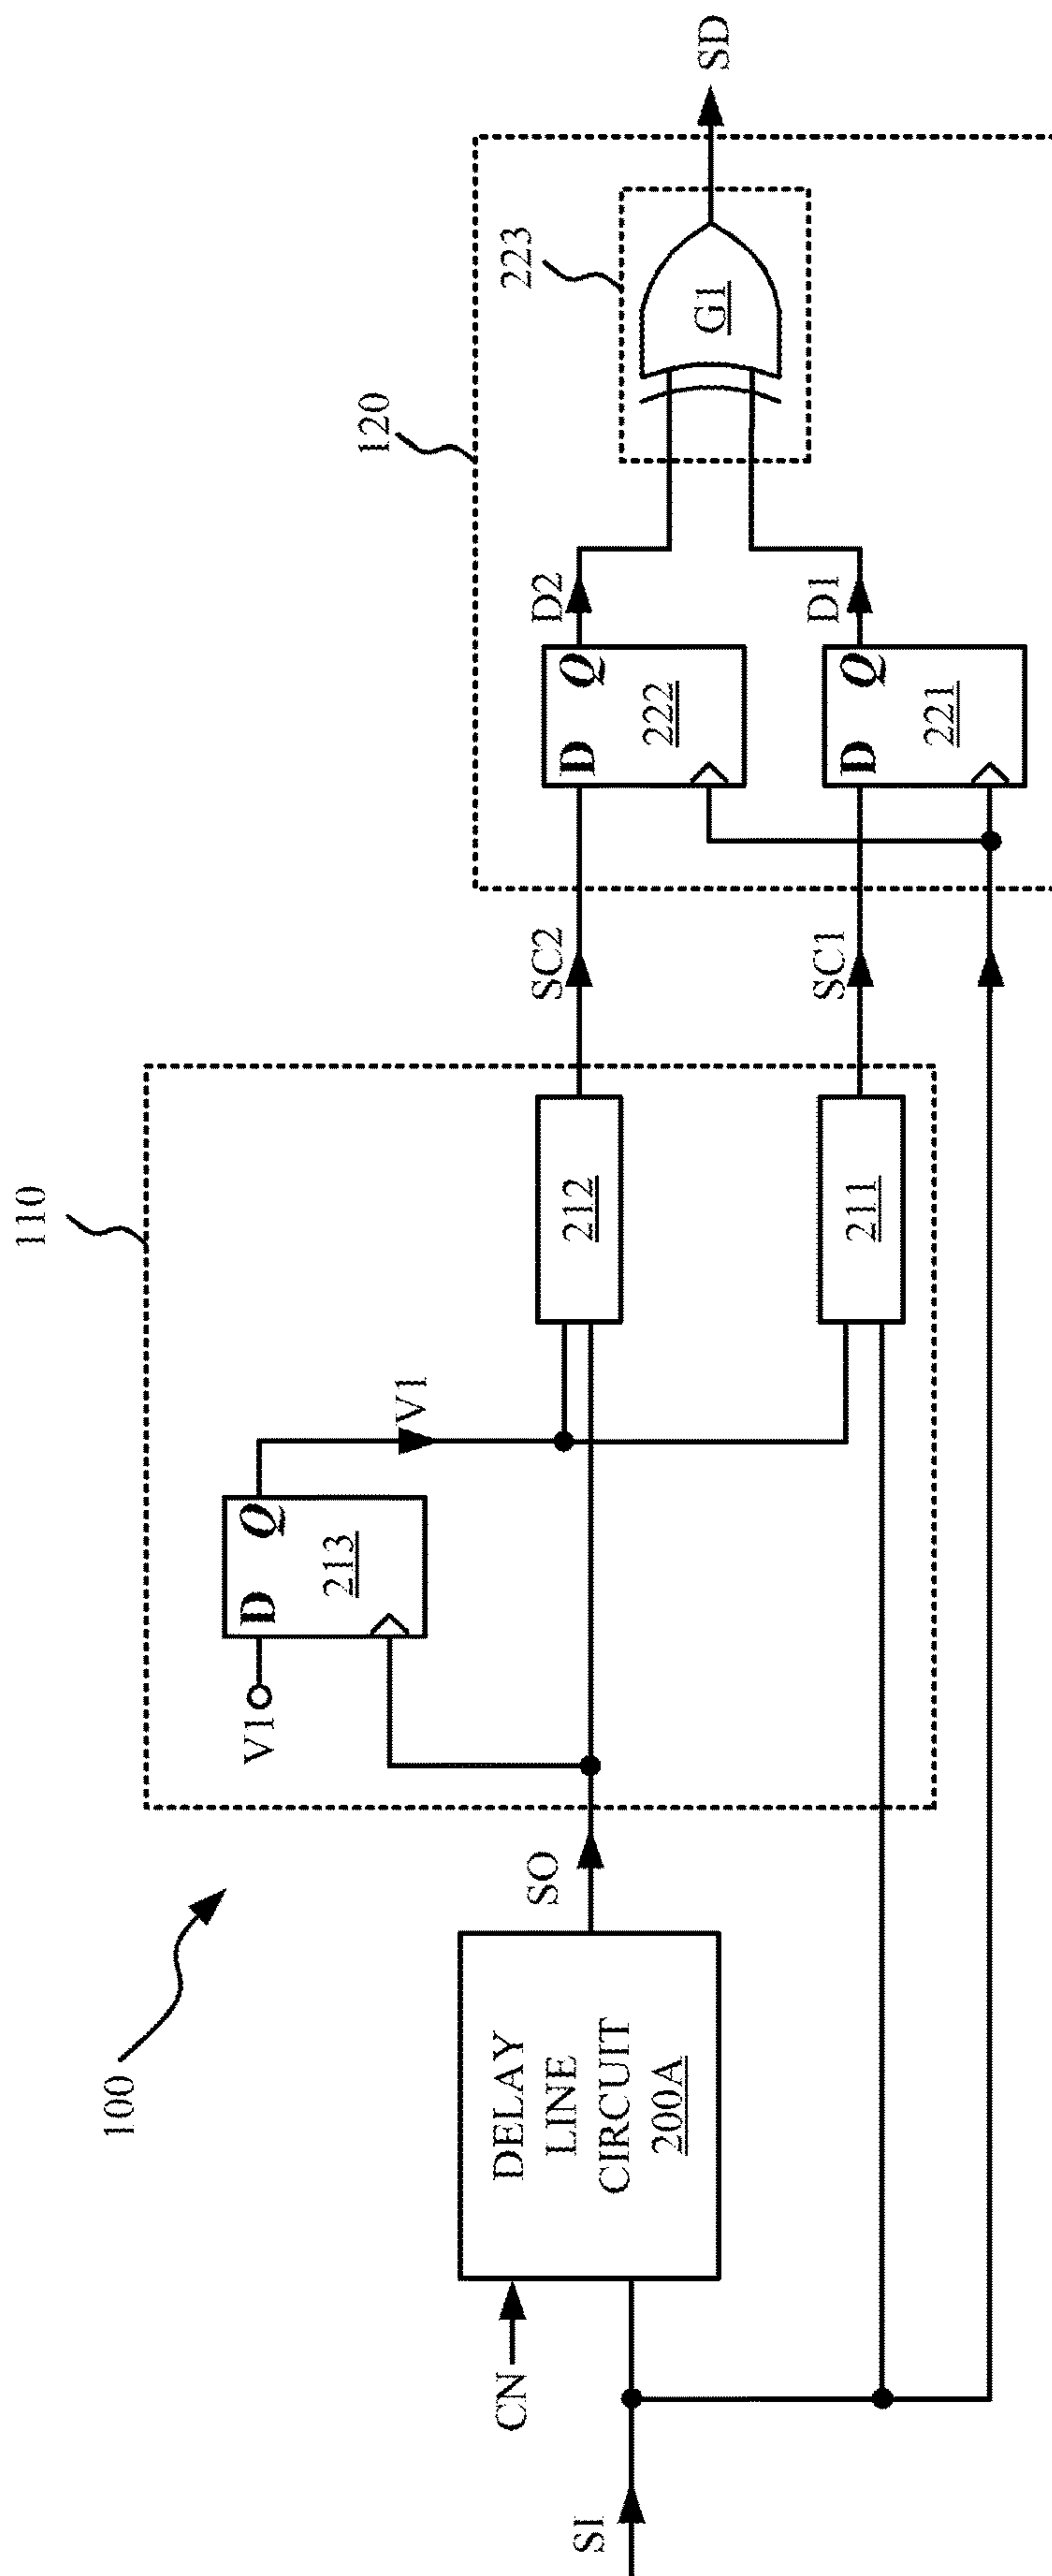 100
110
120
223
SI
CN
DELAY
LINE
CIRCUIT
200A
SO
V1
D
Q
213
V1
212
211
SC2
SC1
D
Q
222
D
Q
221
D2
D1
G1
SD